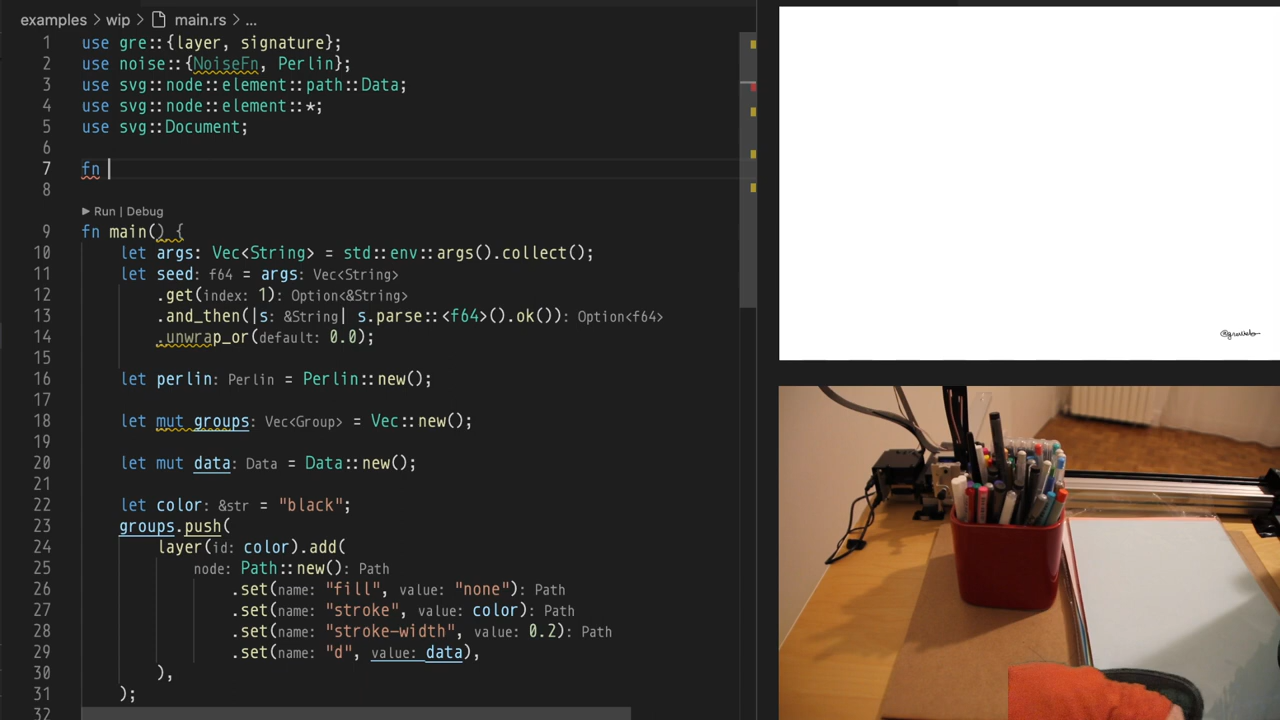 examples > wip > main.rs > ...
1 use gre::{layer, signature};
2 use noise::{NoiseFn, Perlin};
3 use svg::node::element::path::Data;
4 use svg::node::element::*;
5 use svg::Document;
6
7 fn
8
▶ Run | Debug
9 fn main() {
10 let args: Vec<String> = std::env::args().collect();
11 let seed: f64 = args: Vec<String>
12 .get(index: 1): Option<&String>
13 .and_then(|s: &String| s.parse::<f64>().ok()): Option<f64>
14 .unwrap_or(default: 0.0);
15
16 let perlin: Perlin = Perlin::new();
17
18 let mut groups: Vec<Group> = Vec::new();
19
20 let mut data: Data = Data::new();
21
22 let color: &str = "black";
23 groups.push(
24 layer(id: color).add(
25 node: Path::new(): Path
26 .set(name: "fill", value: "none"): Path
27 .set(name: "stroke", value: color): Path
28 .set(name: "stroke-width", value: 0.2): Path
29 .set(name: "d", value: data),
30 ),
31 );
32